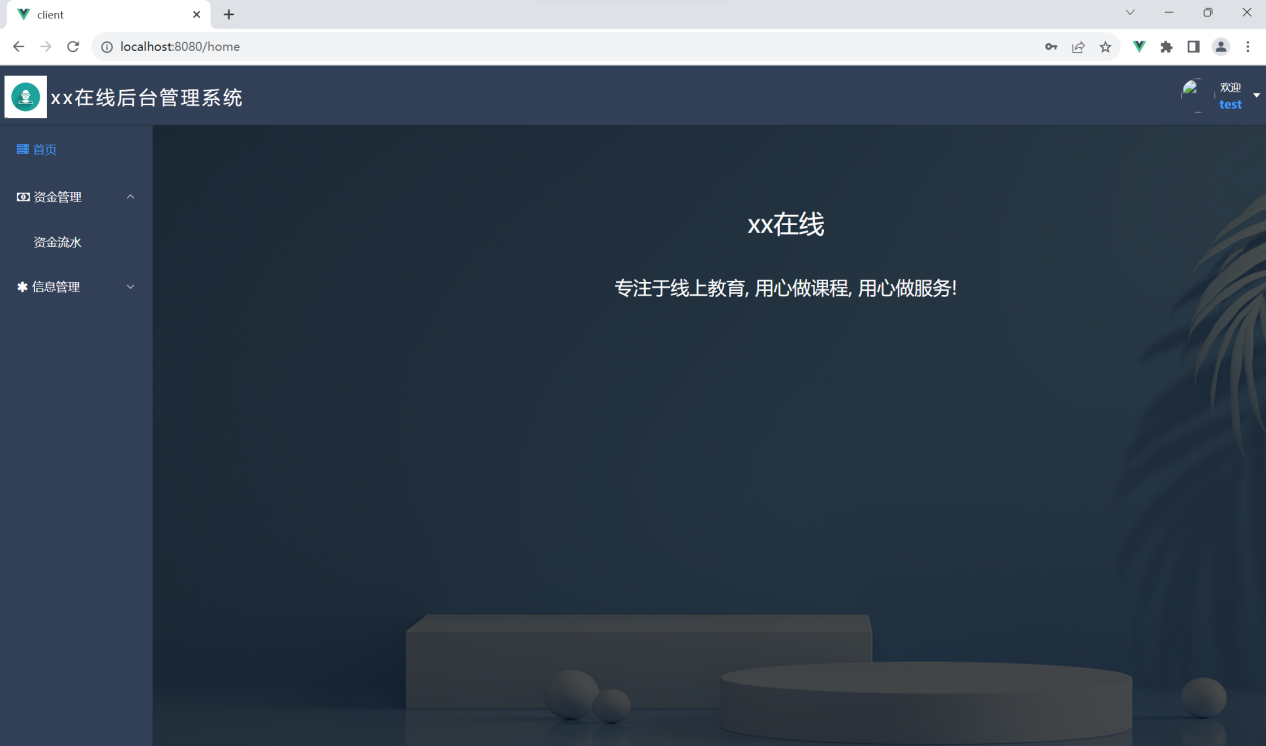 client
localhost:8080/home
xx在线后台管理系统
欢迎
test
首页
资金管理
资金流水
信息管理
xx在线
专注于线上教育, 用心做课程, 用心做服务!